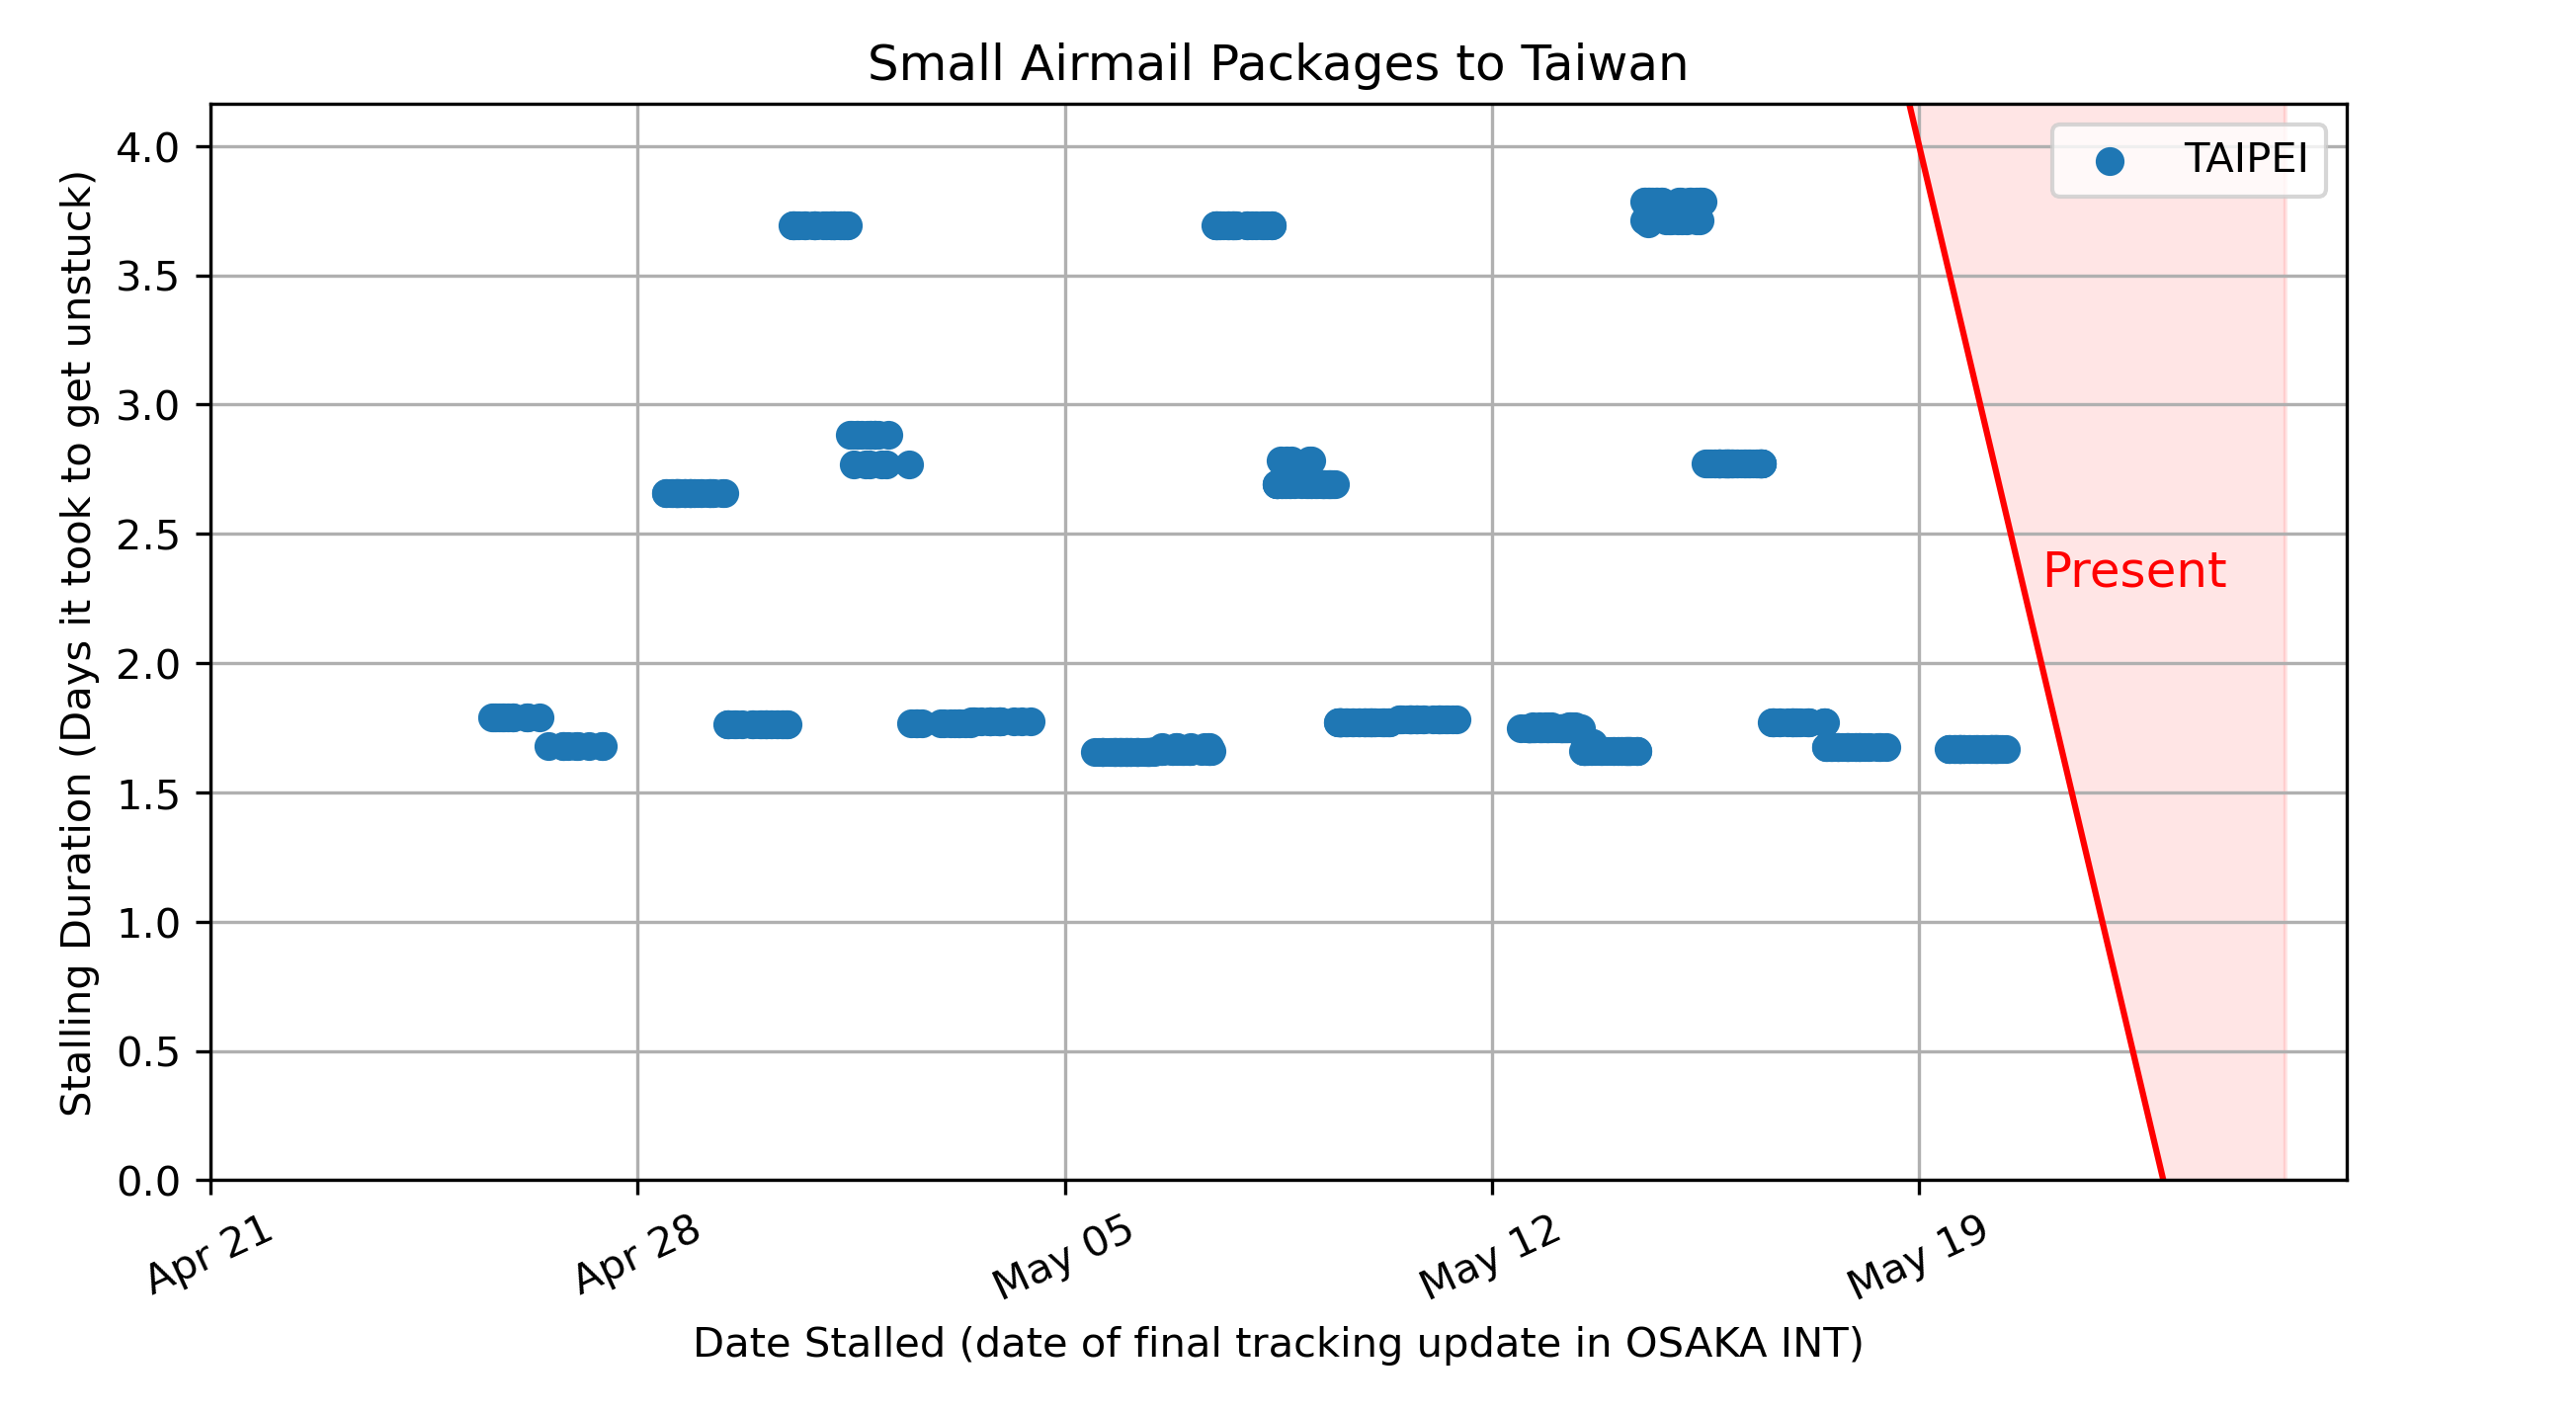 Small Airmail Packages to Taiwan
TAIPEI
Present
Stalling Duration (Days it took to get unstuck)
4.0
3.5
3.0
2.5
2.0
1.5
1.0
0.5
0.0
Apr 21
Apr 28
May 05
May 12
May 19
Date Stalled (date of final tracking update in OSAKA INT)